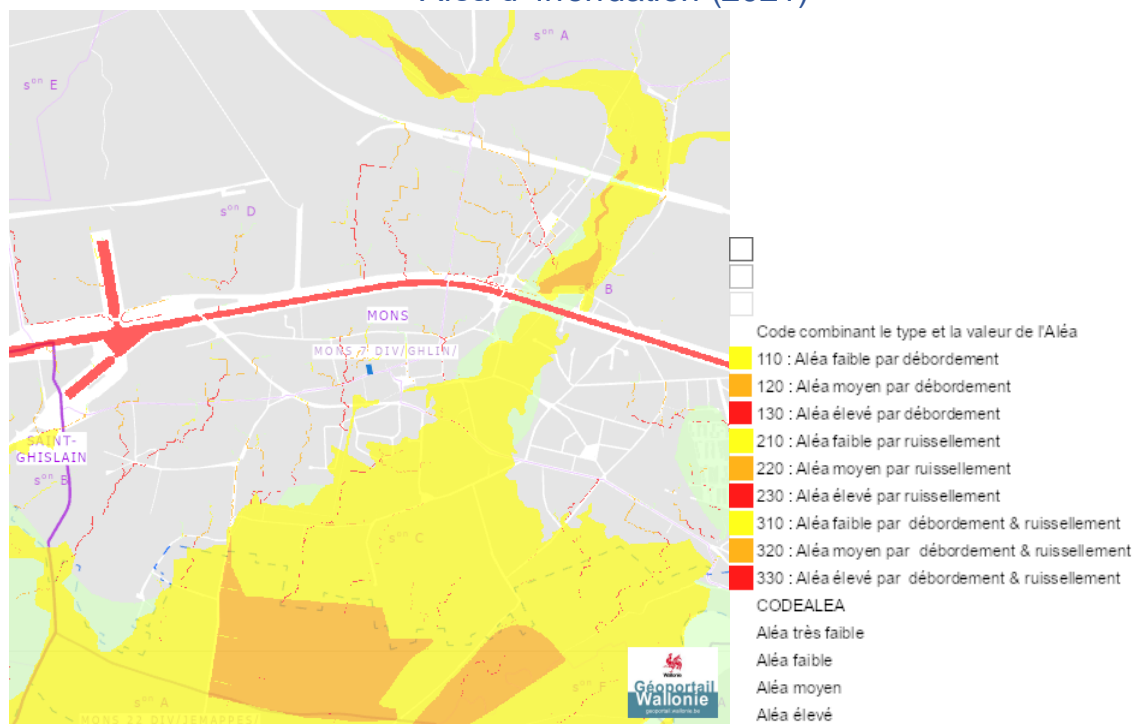 Aléa d'inondation (2021)
sᵒⁿ A
sᵒⁿ E
sᵒⁿ D
sᵒⁿ B
MONS
MONS 7 DIV/GHLIN/
SAINT-
GHISLAIN
sᵒⁿ B
sᵒⁿ C
sᵒⁿ A
sᵒⁿ F
MONS 22 DIV/JEMAPPES/
Wallonie
Géoportail
Wallonie
geoportail.wallonie.be
Code combinant le type et la valeur de l'Aléa
110 : Aléa faible par débordement
120 : Aléa moyen par débordement
130 : Aléa élevé par débordement
210 : Aléa faible par ruissellement
220 : Aléa moyen par ruissellement
230 : Aléa élevé par ruissellement
310 : Aléa faible par débordement & ruissellement
320 : Aléa moyen par débordement & ruissellement
330 : Aléa élevé par débordement & ruissellement
CODEALEA
Aléa très faible
Aléa faible
Aléa moyen
Aléa élevé